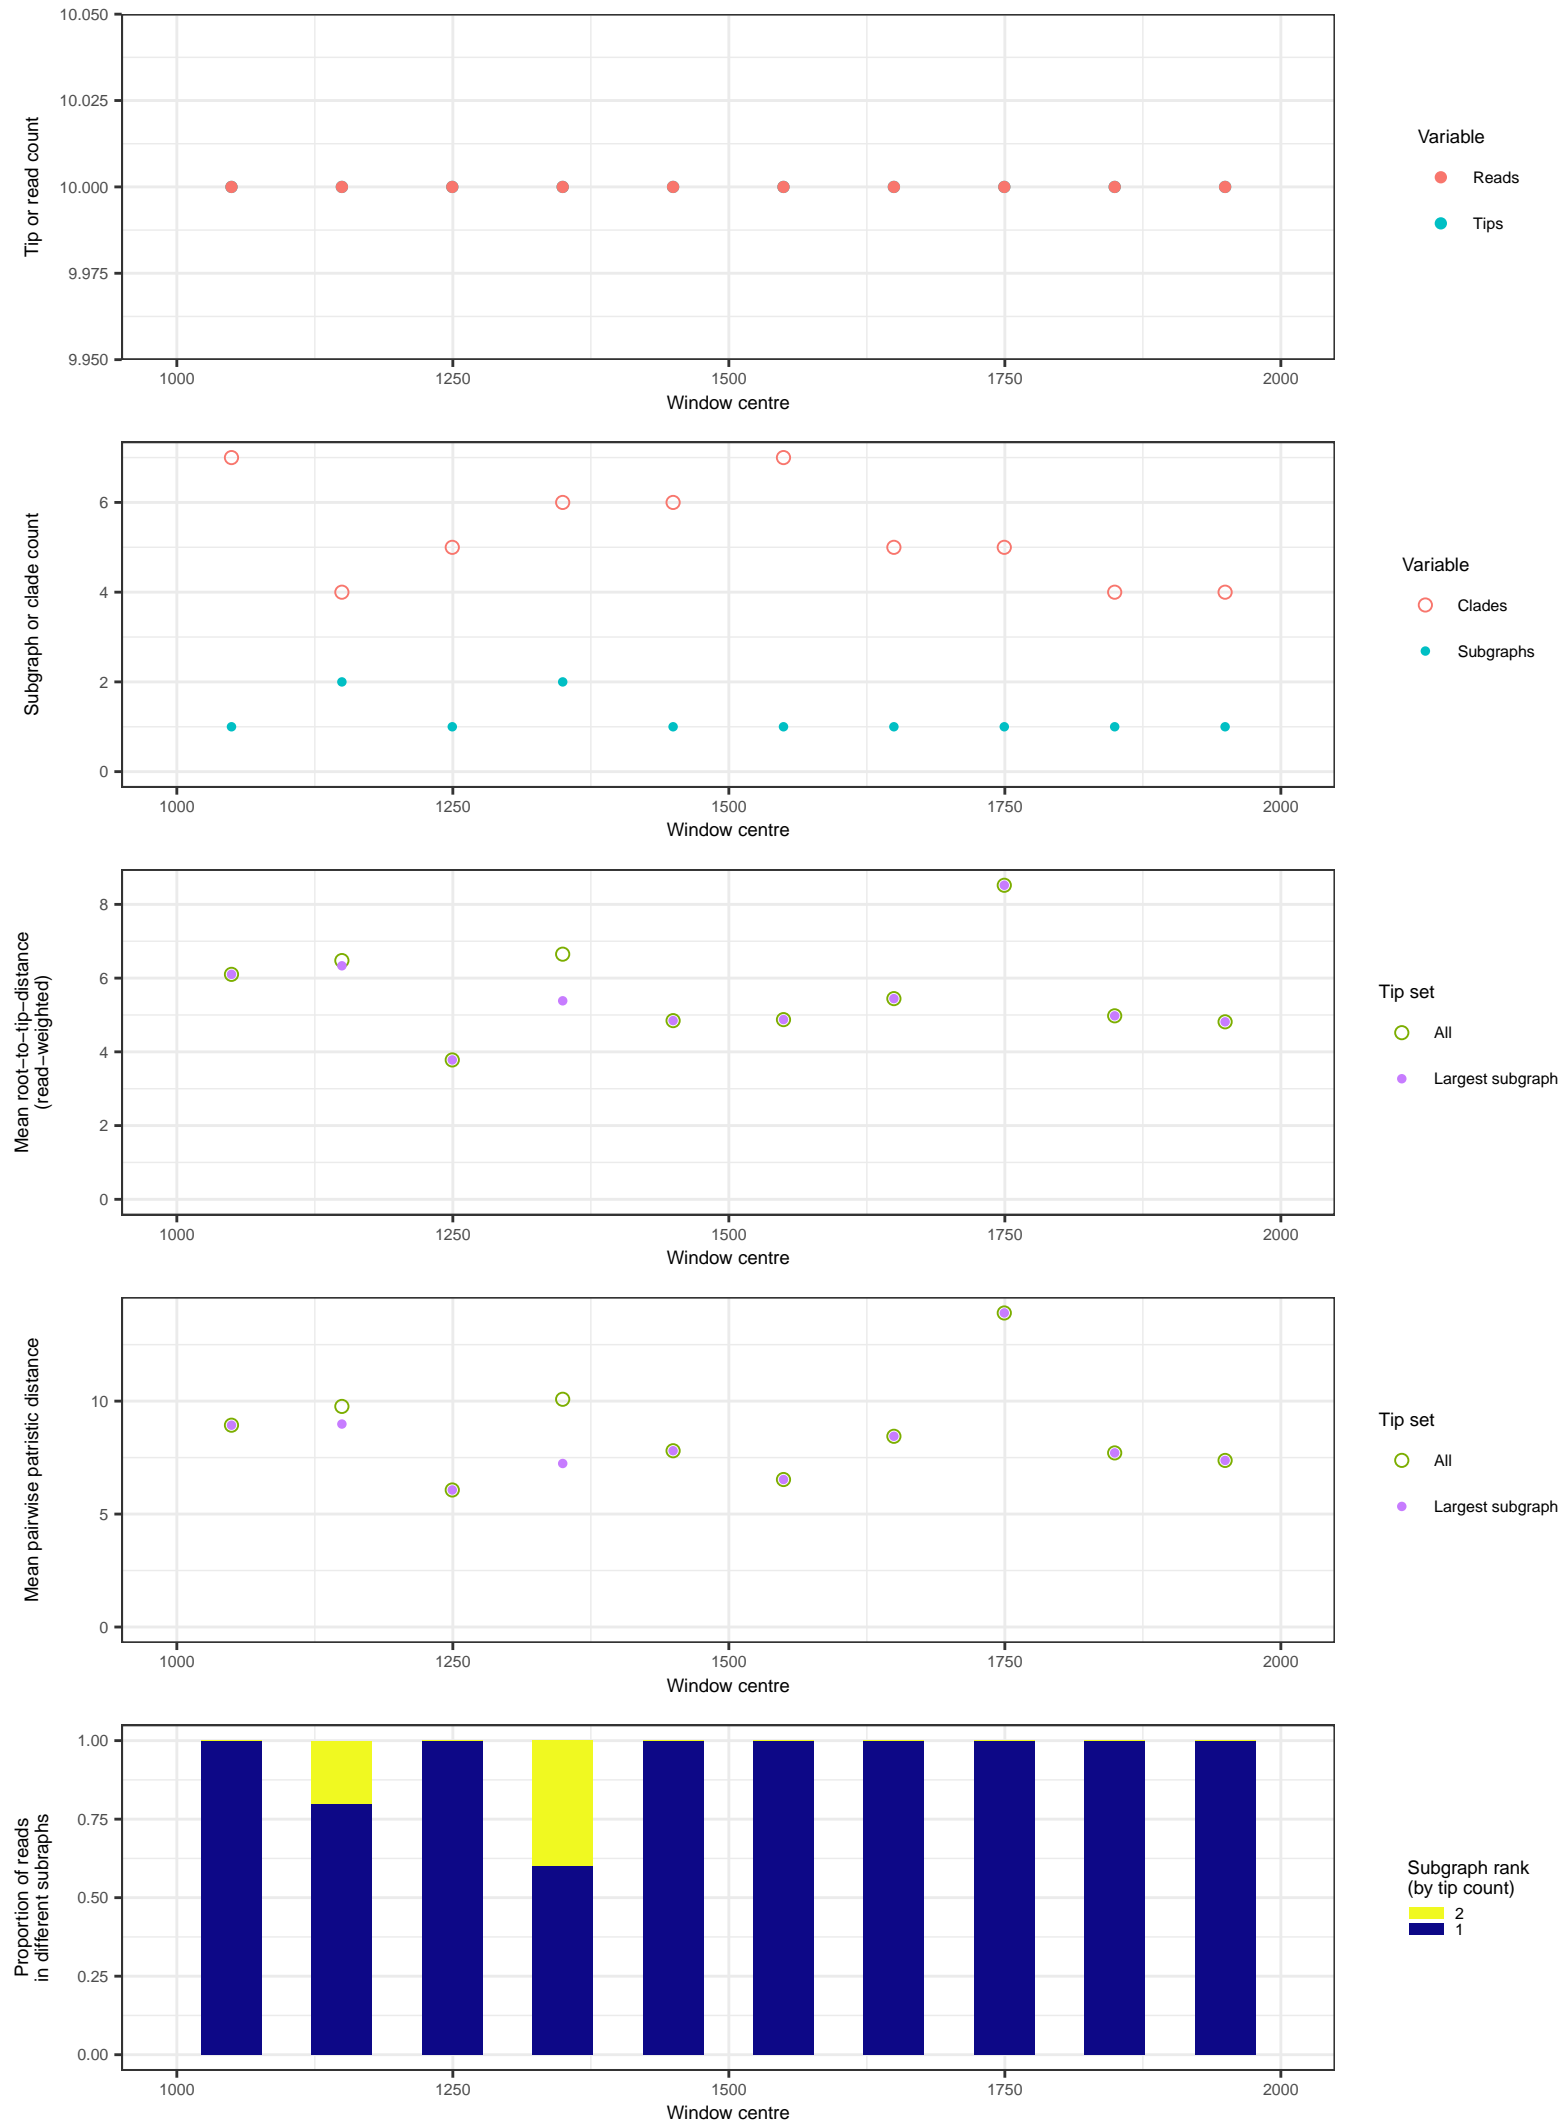 10.050
10.025
10.000
9.975
9.950
Tip or read count
1000 1250 1500 1750 2000
Window centre
Variable
Reads
Tips
6
4
2
0
Subgraph or clade count
1000 1250 1500 1750 2000
Window centre
Variable
Clades
Subgraphs
8
6
4
2
0
Mean root−to−tip−distance
(read−weighted)
1000 1250 1500 1750 2000
Window centre
Tip set
All
Largest subgraph
10
5
0
Mean pairwise patristic distance
1000 1250 1500 1750 2000
Window centre
Tip set
All
Largest subgraph
1.00
0.75
0.50
0.25
0.00
Proportion of reads
in different subraphs
1000 1250 1500 1750 2000
Window centre
Subgraph rank
(by tip count)
2
1